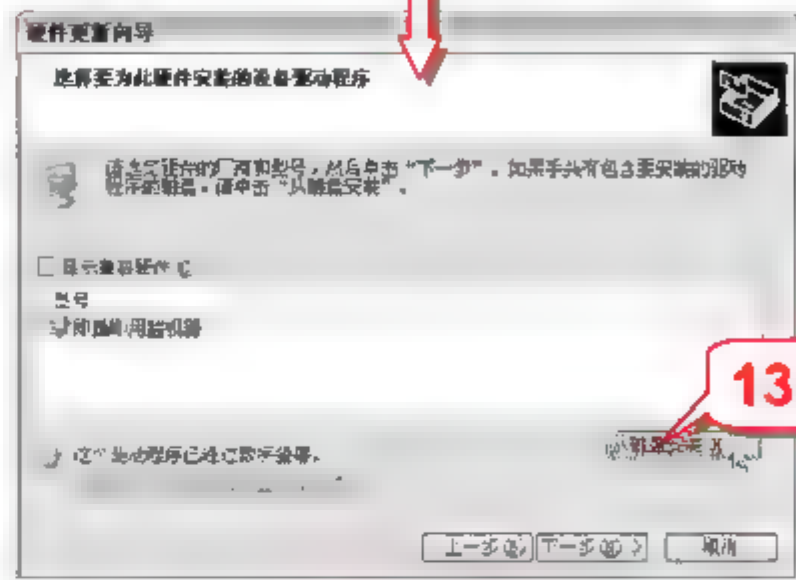 硬件更新向导
选择要为此硬件安装的设备驱动程序
请选定硬件的厂商和型号，然后单击“下一步”。如果手头有包含要安装的驱动
程序的磁盘，请单击“从磁盘安装”。
显示兼容硬件(C)
型号
13
这个驱动程序已经过数字签署。
从磁盘安装(H)...
上一步(B) 下一步(N) > 取消